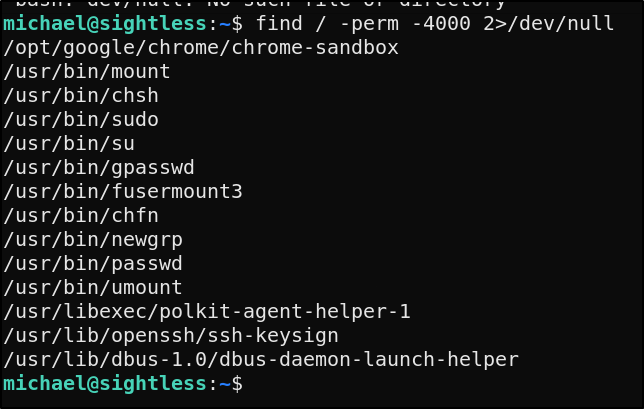 bash: dev/null: No such file or directory
michael@sightless:~$ find / -perm -4000 2>/dev/null
/opt/google/chrome/chrome-sandbox
/usr/bin/mount
/usr/bin/chsh
/usr/bin/sudo
/usr/bin/su
/usr/bin/gpasswd
/usr/bin/fusermount3
/usr/bin/chfn
/usr/bin/newgrp
/usr/bin/passwd
/usr/bin/umount
/usr/libexec/polkit-agent-helper-1
/usr/lib/openssh/ssh-keysign
/usr/lib/dbus-1.0/dbus-daemon-launch-helper
michael@sightless:~$